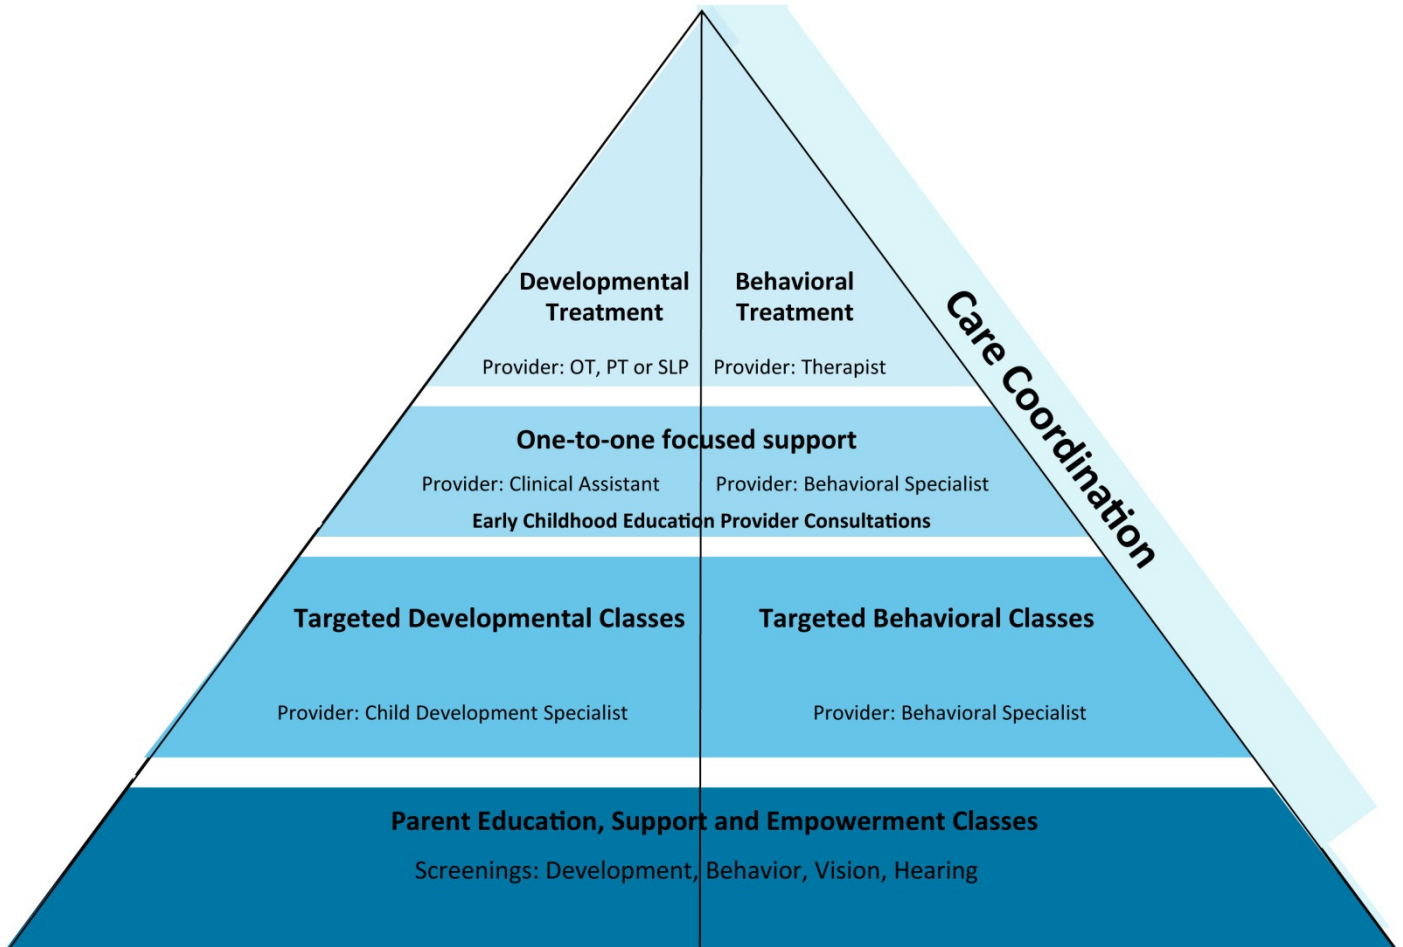 Developmental
Treatment
Provider: OT, PT or SLP
Behavioral
Treatment
Provider: Therapist
Care Coordination
One-to-one focused support
Provider: Clinical Assistant
Provider: Behavioral Specialist
Early Childhood Education Provider Consultations
Targeted Developmental Classes
Provider: Child Development Specialist
Targeted Behavioral Classes
Provider: Behavioral Specialist
Parent Education, Support and Empowerment Classes
Screenings: Development, Behavior, Vision, Hearing